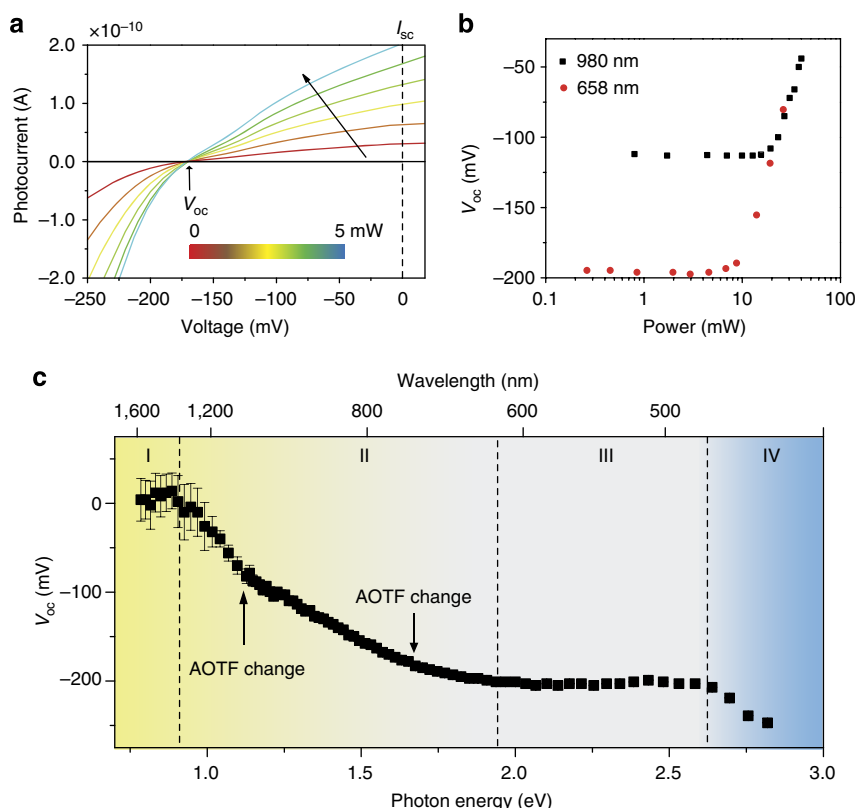 a
×10⁻¹⁰
I_sc
2.0
1.0
0.0
−1.0
−2.0
Photocurrent (A)
V_oc
0
5 mW
−250
−200
−150
−100
−50
0
Voltage (mV)
b
980 nm
658 nm
−50
−100
−150
−200
V_oc (mV)
0.1
1
10
100
Power (mW)
c
Wavelength (nm)
1,600
1,200
800
600
500
I
II
III
IV
0
−100
−200
V_oc (mV)
AOTF change
AOTF change
1.0
1.5
2.0
2.5
3.0
Photon energy (eV)